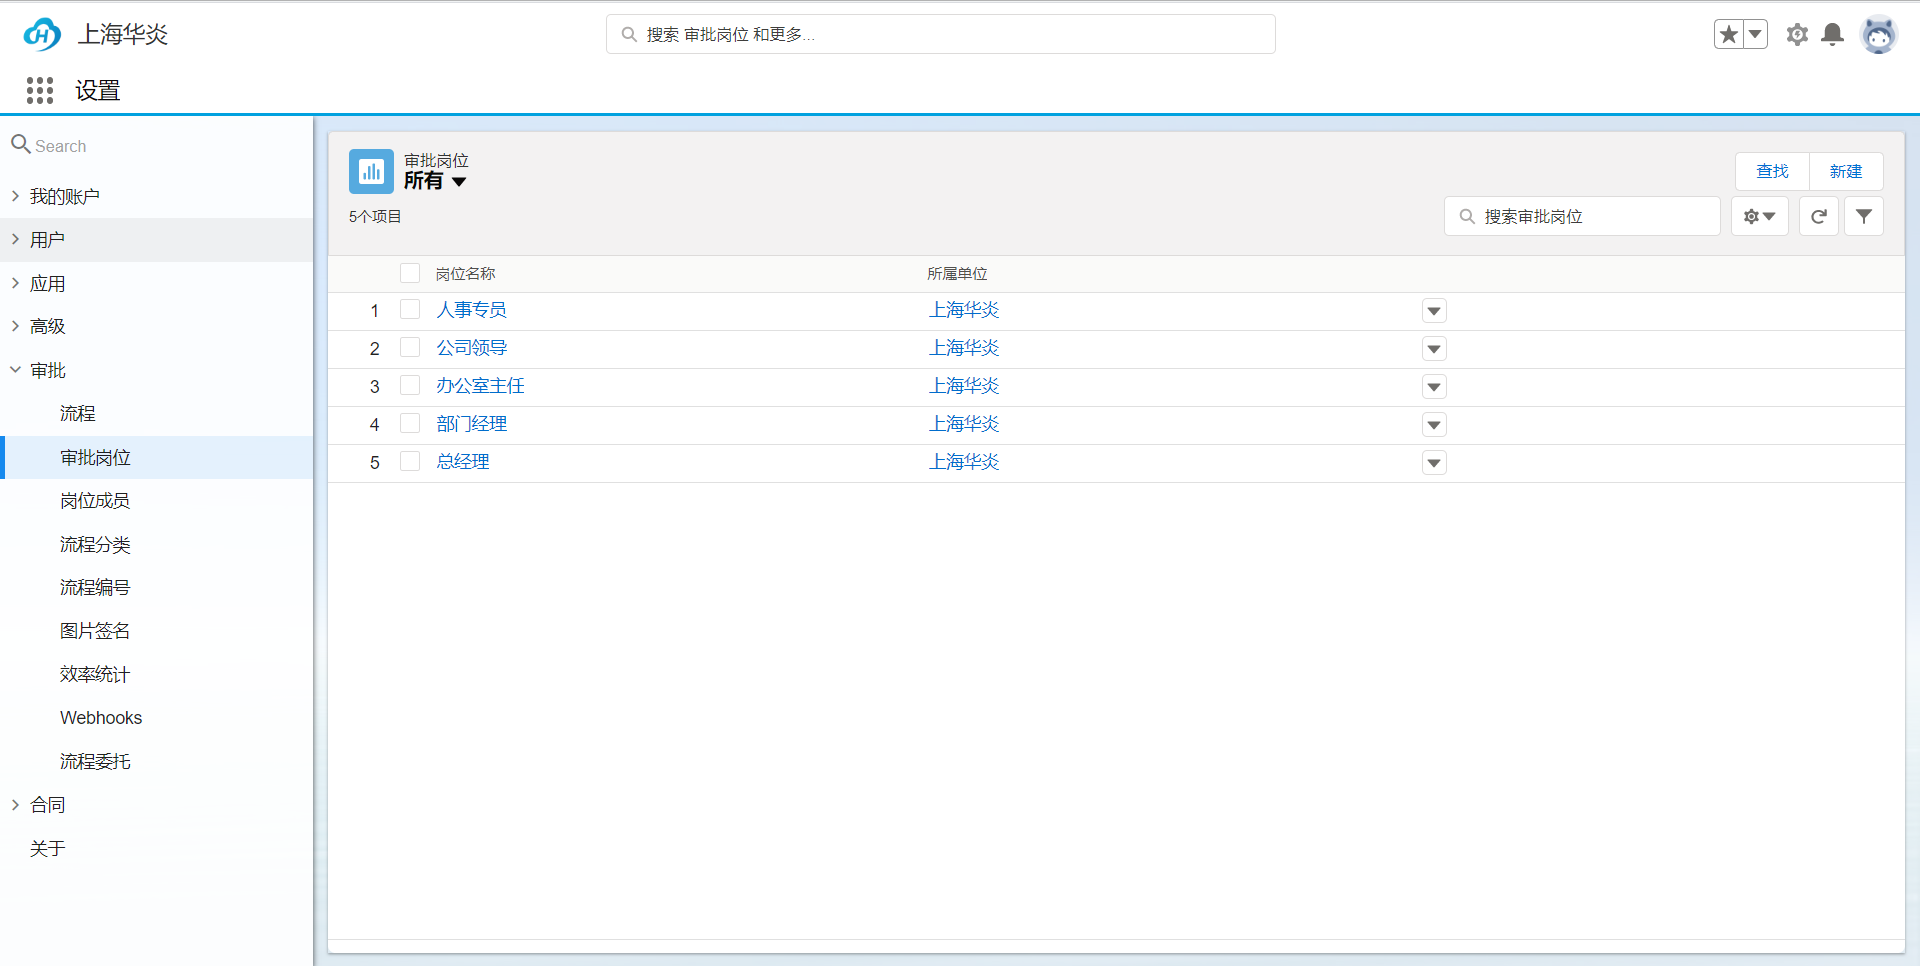 上海华炎
搜索 审批岗位 和更多...
设置
Search
我的账户
用户
应用
高级
审批
流程
审批岗位
岗位成员
流程分类
流程编号
图片签名
效率统计
Webhooks
流程委托
合同
关于
审批岗位
所有
5个项目
查找 新建
搜索审批岗位
岗位名称 所属单位
1 人事专员 上海华炎
2 公司领导 上海华炎
3 办公室主任 上海华炎
4 部门经理 上海华炎
5 总经理 上海华炎